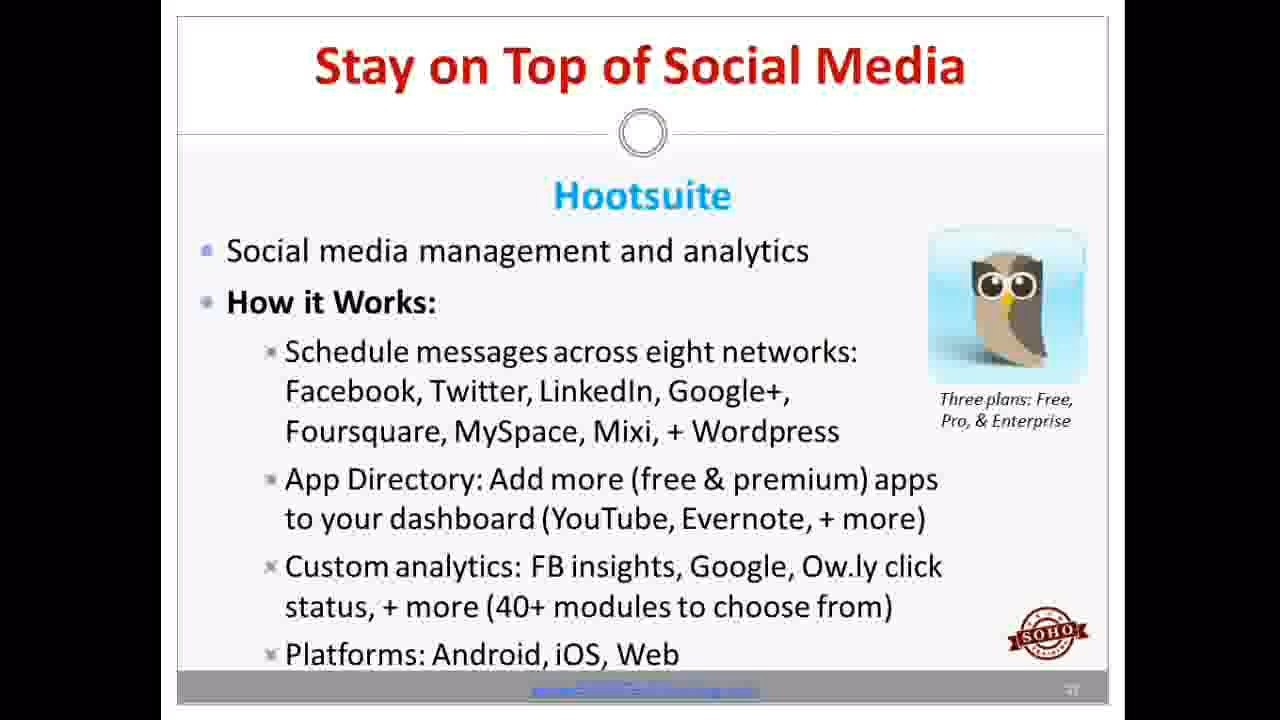 Stay on Top of Social Media
Hootsuite
Social media management and analytics
How it Works:
Schedule messages across eight networks:
Facebook, Twitter, LinkedIn, Google+,
Foursquare, MySpace, Mixi, + Wordpress
Three plans: Free,
Pro, & Enterprise
App Directory: Add more (free & premium) apps
to your dashboard (YouTube, Evernote, + more)
Custom analytics: FB insights, Google, Ow.ly click
status, + more (40+ modules to choose from)
SOHO
Platforms: Android, iOS, Web